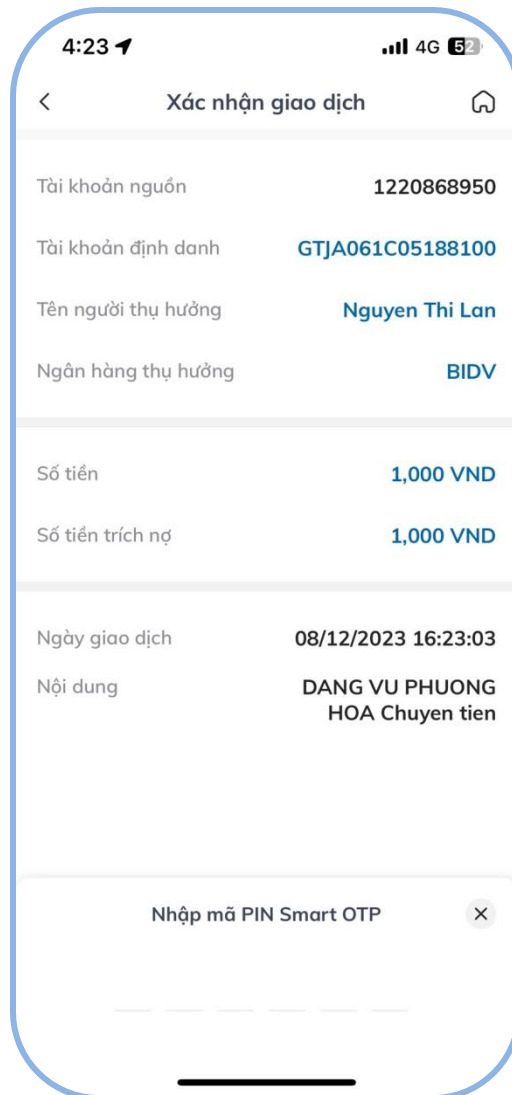 4:23 4G 52
Xác nhận giao dịch
Tài khoản nguồn 1220868950
Tài khoản định danh GTJA061C05188100
Tên người thụ hưởng Nguyen Thi Lan
Ngân hàng thụ hưởng BIDV
Số tiền 1,000 VND
Số tiền trích nợ 1,000 VND
Ngày giao dịch 08/12/2023 16:23:03
Nội dung DANG VU PHUONG
HOA Chuyen tien
Nhập mã PIN Smart OTP